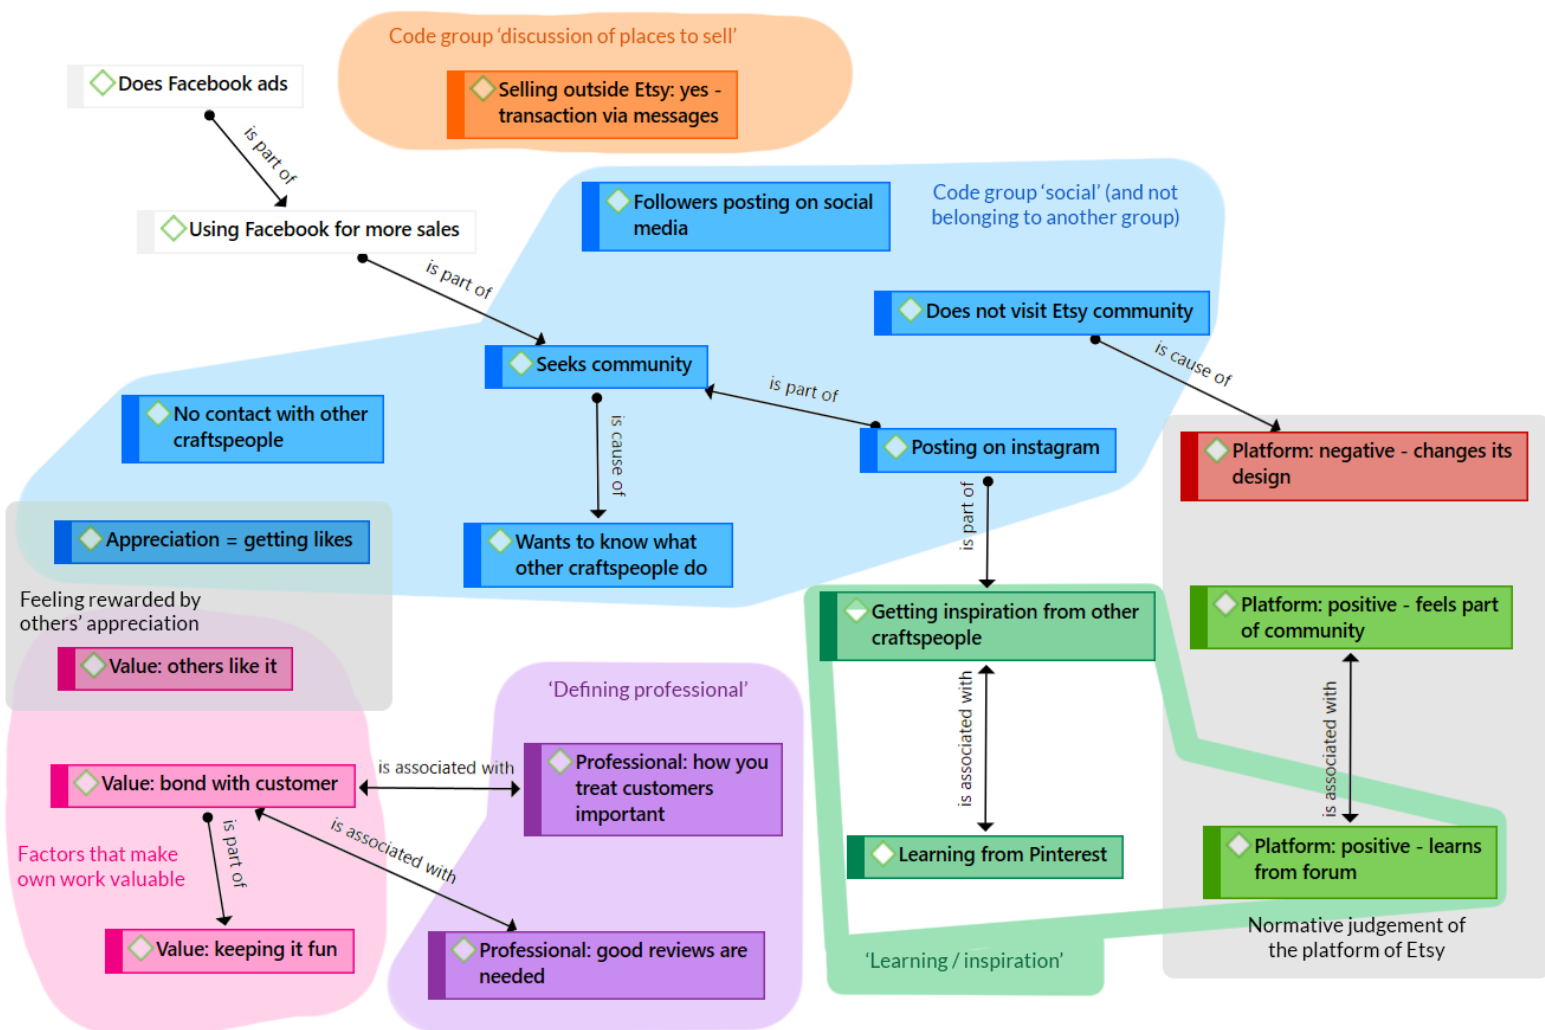 Code group ‘discussion of places to sell’
Does Facebook ads
Selling outside Etsy: yes -
transaction via messages
is part of
Using Facebook for more sales
Followers posting on social
media
Code group ‘social’ (and not
belonging to another group)
is part of
Does not visit Etsy community
Seeks community
is cause of
is part of
No contact with other
craftspeople
is cause of
Posting on instagram
Platform: negative - changes its
design
is part of
Appreciation = getting likes
Wants to know what
other craftspeople do
Feeling rewarded by
others’ appreciation
Getting inspiration from other
craftspeople
Platform: positive - feels part
of community
Value: others like it
‘Defining professional’
is associated with
is associated with
Value: bond with customer
is associated with
Professional: how you
treat customers
important
is part of
is associated with
Factors that make
own work valuable
Learning from Pinterest
Platform: positive - learns
from forum
Value: keeping it fun
Professional: good reviews are
needed
‘Learning / inspiration’
Normative judgement of
the platform of Etsy